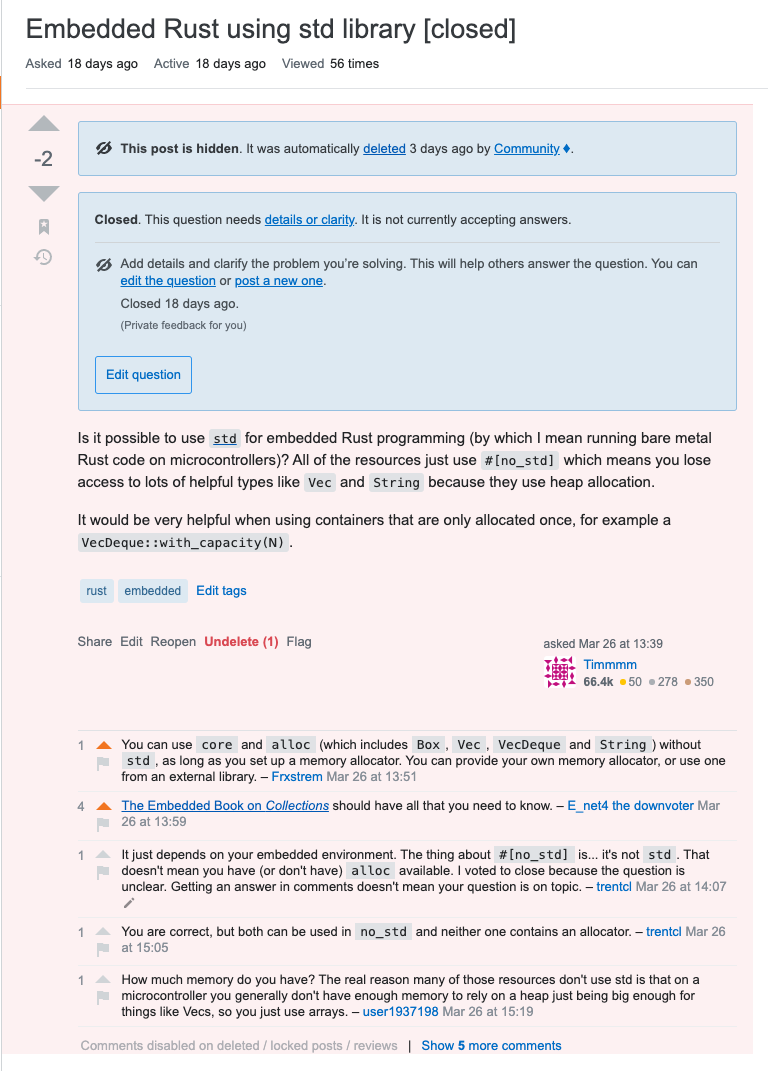 Embedded Rust using std library [closed]
Asked 18 days ago Active 18 days ago Viewed 56 times
-2
This post is hidden. It was automatically deleted 3 days ago by Community ♦.
Closed. This question needs details or clarity. It is not currently accepting answers.
Add details and clarify the problem you're solving. This will help others answer the question. You can
edit the question or post a new one.
Closed 18 days ago.
(Private feedback for you)
Edit question
Is it possible to use std for embedded Rust programming (by which I mean running bare metal
Rust code on microcontrollers)? All of the resources just use #[no_std] which means you lose
access to lots of helpful types like Vec and String because they use heap allocation.
It would be very helpful when using containers that are only allocated once, for example a
VecDeque::with_capacity(N) .
rust embedded Edit tags
Share Edit Reopen Undelete (1) Flag
asked Mar 26 at 13:39
Timmmm
66.4k 50 278 350
1 You can use core and alloc (which includes Box , Vec , VecDeque and String ) without
std , as long as you set up a memory allocator. You can provide your own memory allocator, or use one
from an external library. – Frxstrem Mar 26 at 13:51
4 The Embedded Book on Collections should have all that you need to know. – E_net4 the downvoter Mar
26 at 13:59
1 It just depends on your embedded environment. The thing about #[no_std] is... it's not std . That
doesn't mean you have (or don't have) alloc available. I voted to close because the question is
unclear. Getting an answer in comments doesn't mean your question is on topic. – trentcl Mar 26 at 14:07
1 You are correct, but both can be used in no_std and neither one contains an allocator. – trentcl Mar 26
at 15:05
1 How much memory do you have? The real reason many of those resources don't use std is that on a
microcontroller you generally don't have enough memory to rely on a heap just being big enough for
things like Vecs, so you just use arrays. – user1937198 Mar 26 at 15:19
Comments disabled on deleted / locked posts / reviews | Show 5 more comments